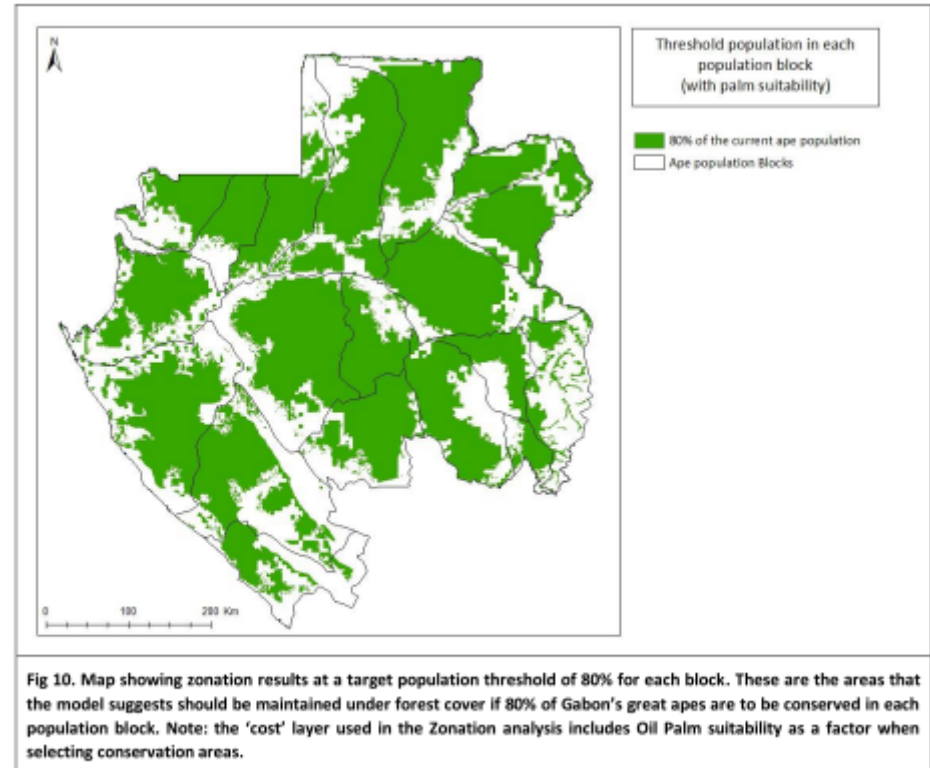 N
Threshold population in each
population block
(with palm suitability)
80% of the current ape population
Ape population Blocks
0 100 200 Km
Fig 10. Map showing zonation results at a target population threshold of 80% for each block. These are the areas that
the model suggests should be maintained under forest cover if 80% of Gabon's great apes are to be conserved in each
population block. Note: the 'cost' layer used in the Zonation analysis includes Oil Palm suitability as a factor when
selecting conservation areas.